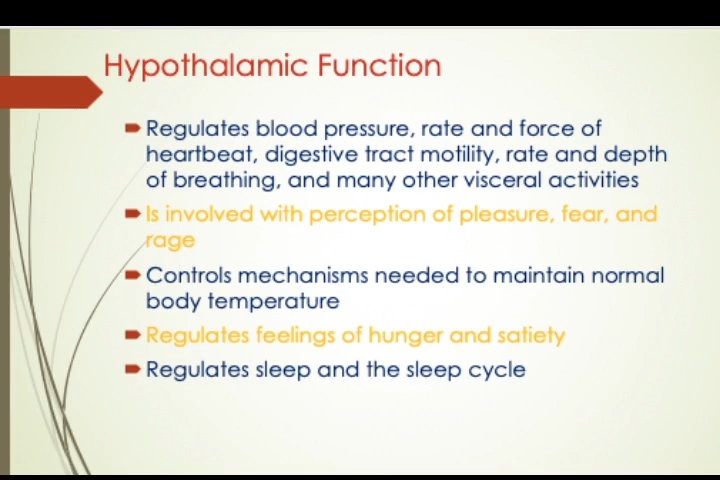 Hypothalamic Function
Regulates blood pressure, rate and force of
heartbeat, digestive tract motility, rate and depth
of breathing, and many other visceral activities
Is involved with perception of pleasure, fear, and
rage
Controls mechanisms needed to maintain normal
body temperature
Regulates feelings of hunger and satiety
Regulates sleep and the sleep cycle